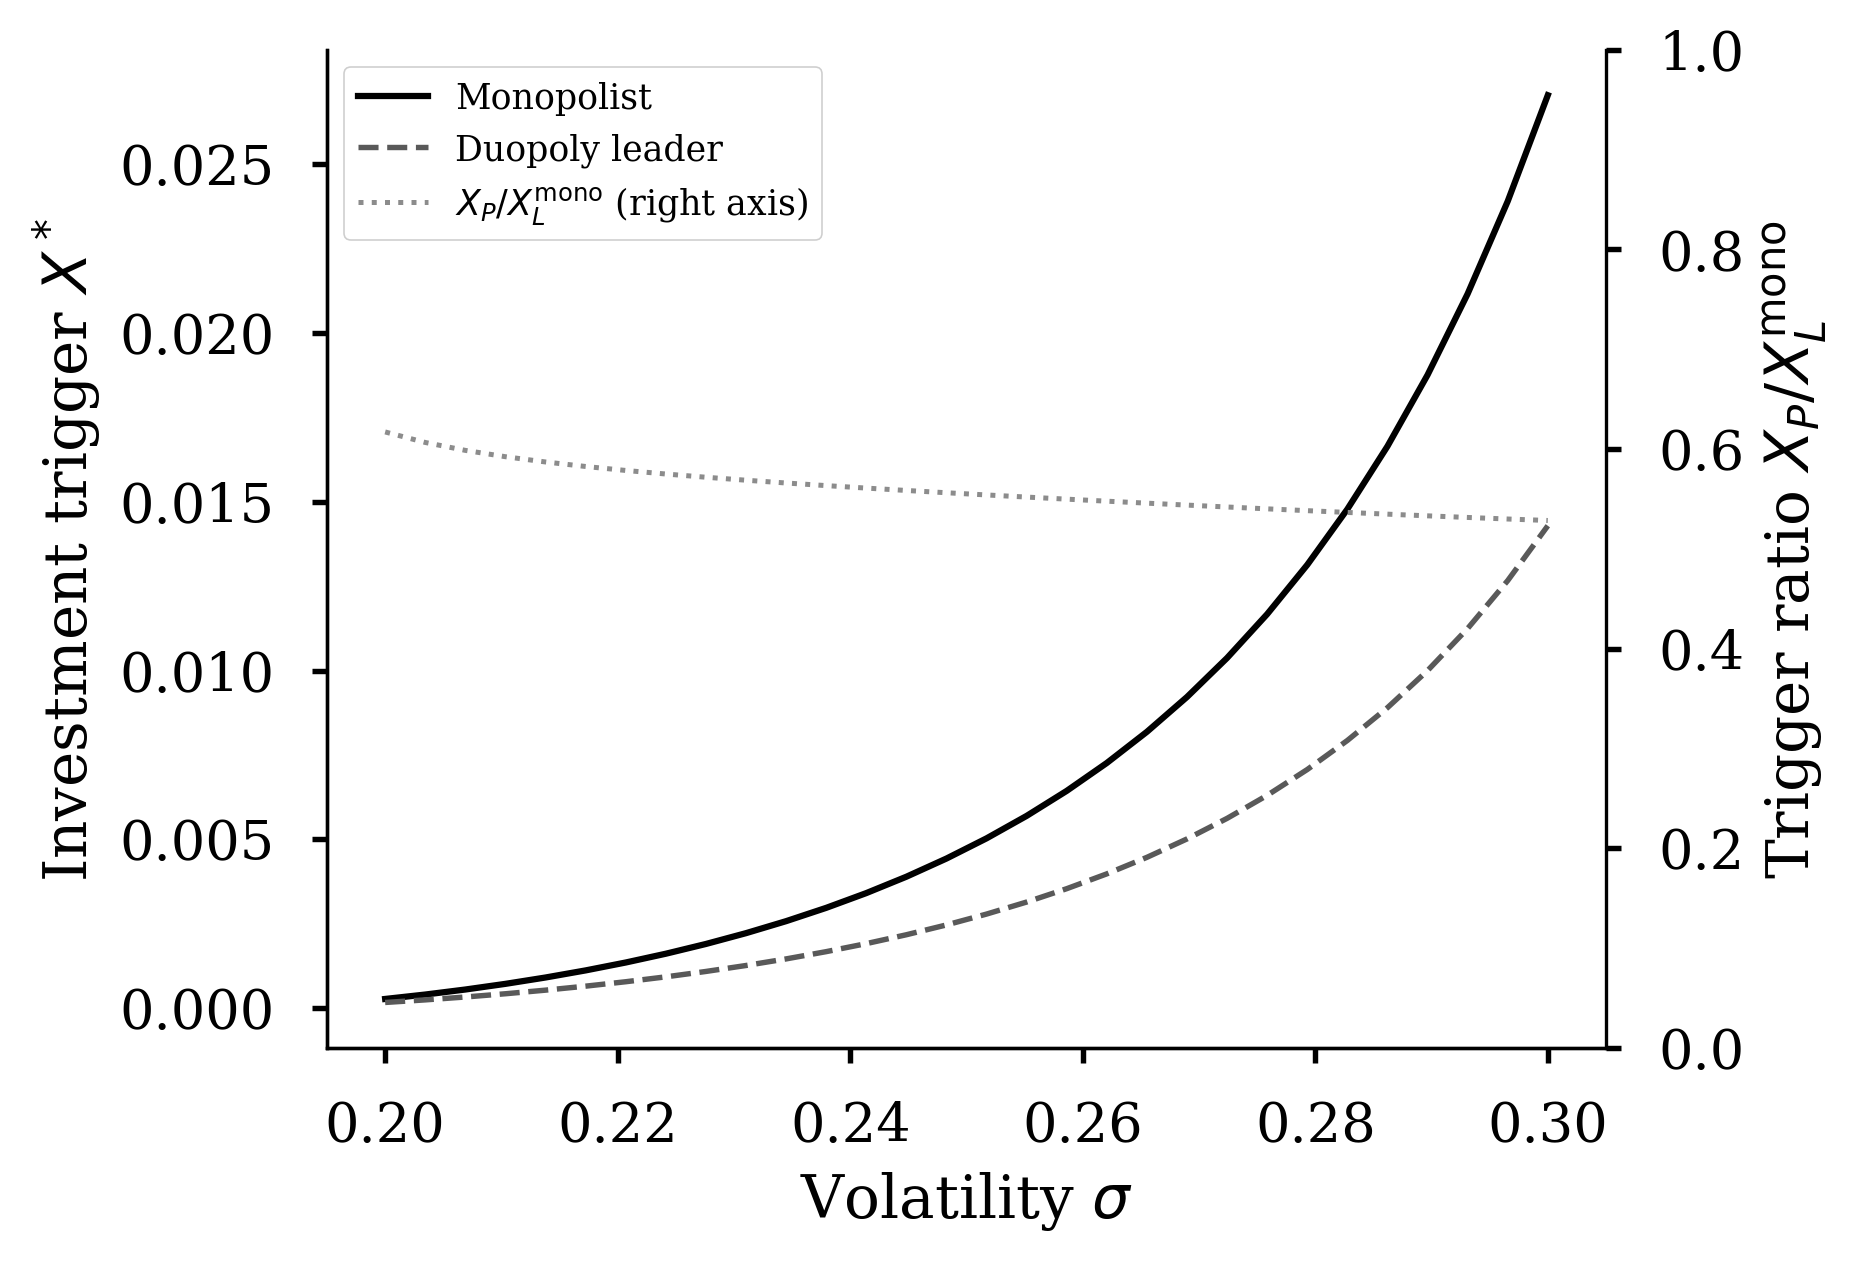 Monopolist
Duopoly leader
X_P/X_L^mono (right axis)
Investment trigger X*
0.025
0.020
0.015
0.010
0.005
0.000
1.0
0.8
0.6
0.4
0.2
0.0
Trigger ratio X_P/X_L^mono
0.20 0.22 0.24 0.26 0.28 0.30
Volatility σ